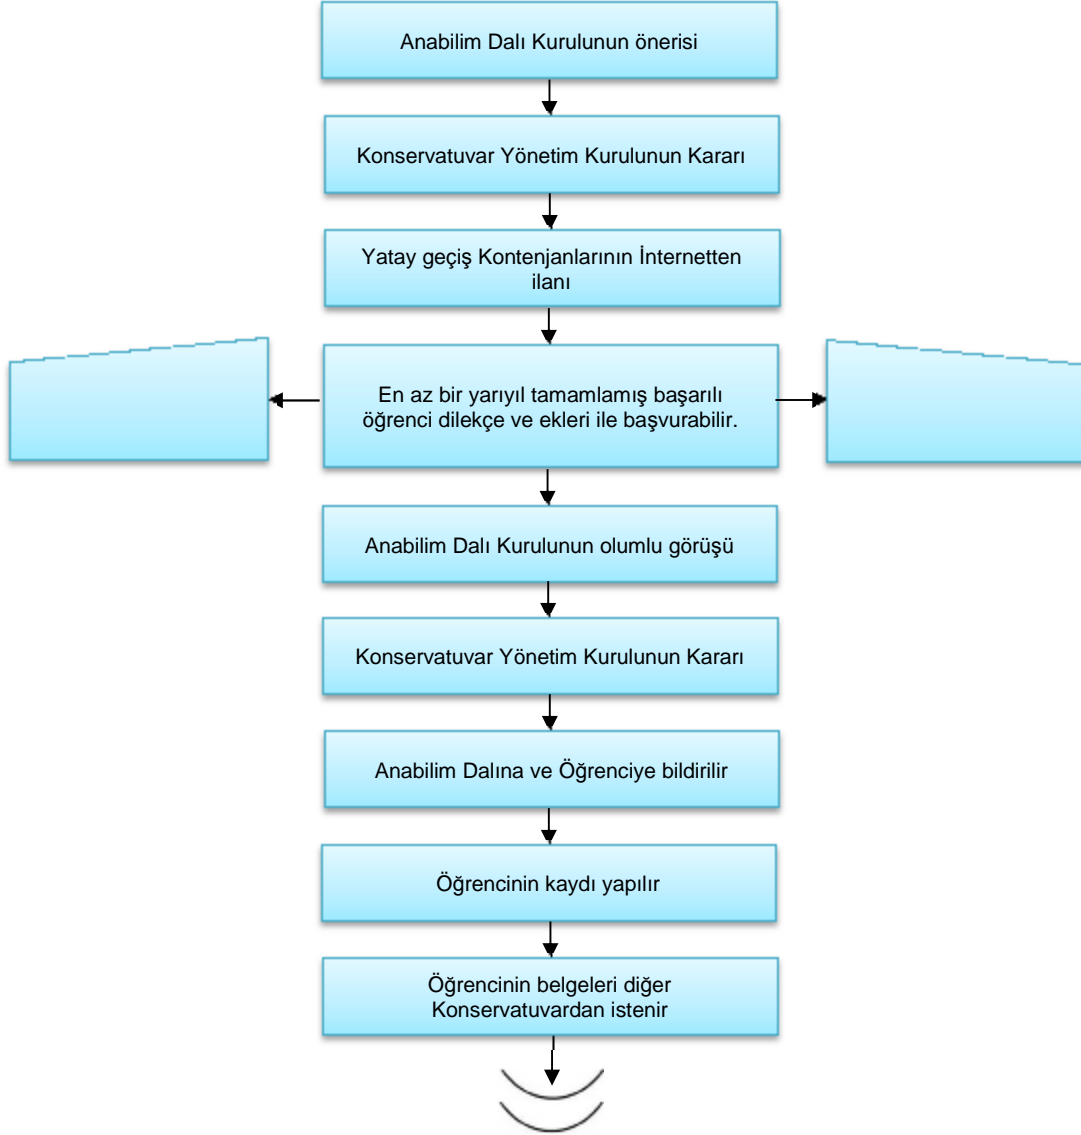 Anabilim Dalı Kurulunun önerisi
Konservatuvar Yönetim Kurulunun Kararı
Yatay geçiş Kontenjanlarının İnternetten
ilanı
En az bir yarıyıl tamamlamış başarılı
öğrenci dilekçe ve ekleri ile başvurabilir.
Anabilim Dalı Kurulunun olumlu görüşü
Konservatuvar Yönetim Kurulunun Kararı
Anabilim Dalına ve Öğrenciye bildirilir
Öğrencinin kaydı yapılır
Öğrencinin belgeleri diğer
Konservatuvardan istenir